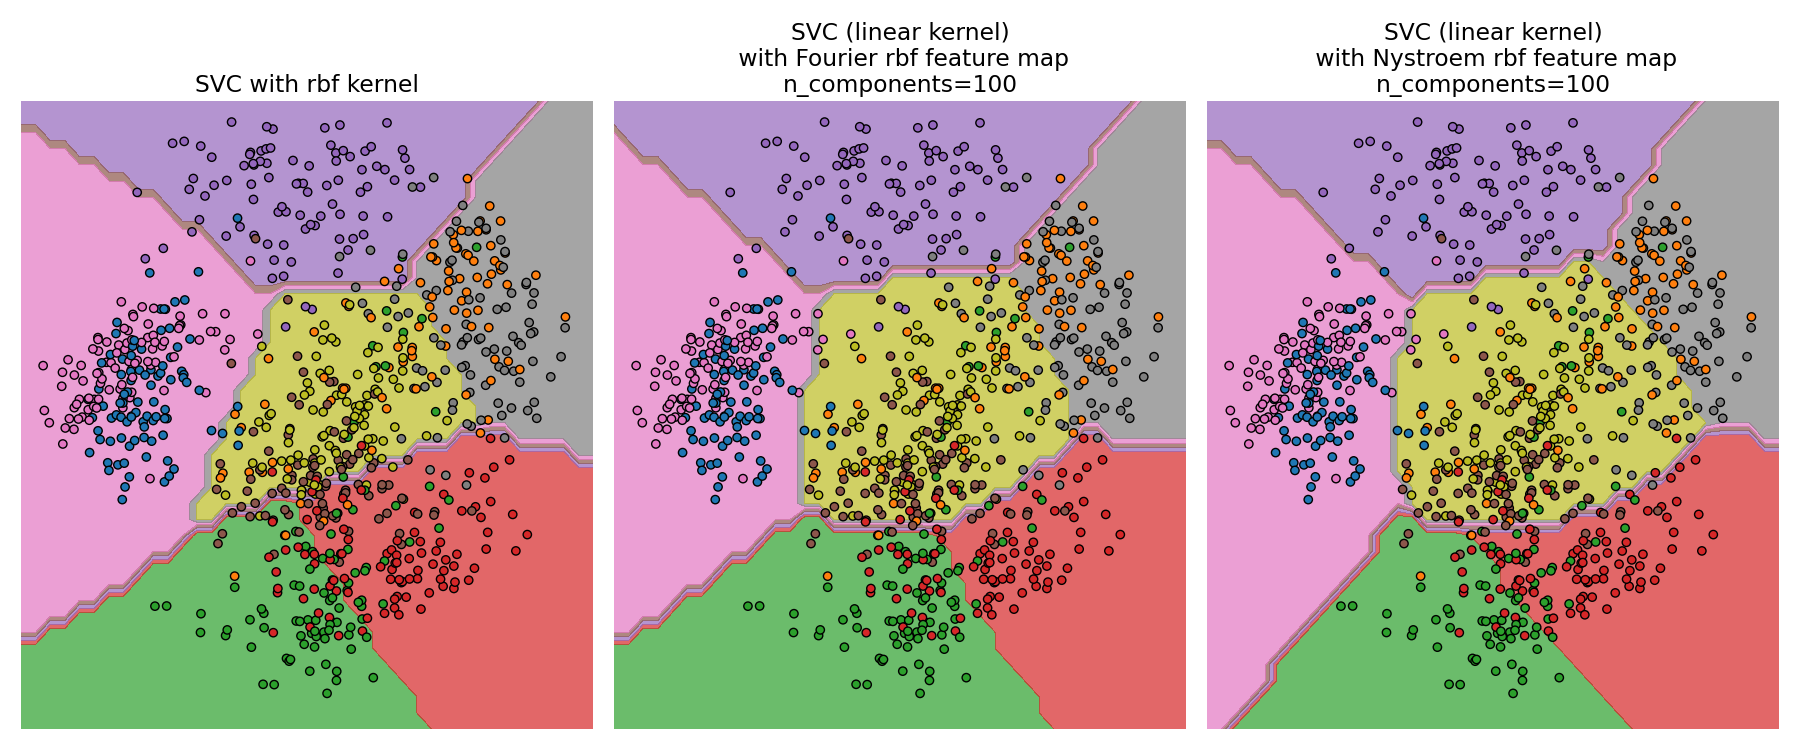 SVC with rbf kernel
SVC (linear kernel)
with Fourier rbf feature map
n_components=100
SVC (linear kernel)
with Nystroem rbf feature map
n_components=100